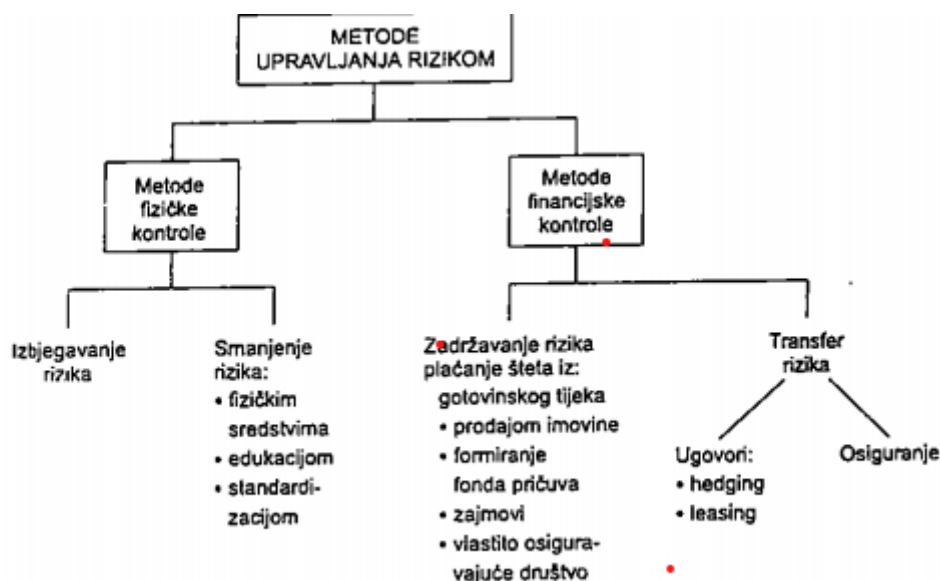 METODE
UPRAVLJANJA RIZIKOM
Metode
fizičke
kontrole
Metode
financijske
kontrole
Izbjegavanje
rizika
Smanjenje
rizika:
• fizičkim
sredstvima
• edukacijom
• standardi-
zacijom
Zadržavanje rizika
plaćanje šteta iz:
gotovinskog tijeka
• prodajom imovine
• formiranje
fonda pričuva
• zajmovi
• vlastito osigura-
vajuće društvo
Transfer
rizika
Ugovori:
• hedging
• leasing
Osiguranje